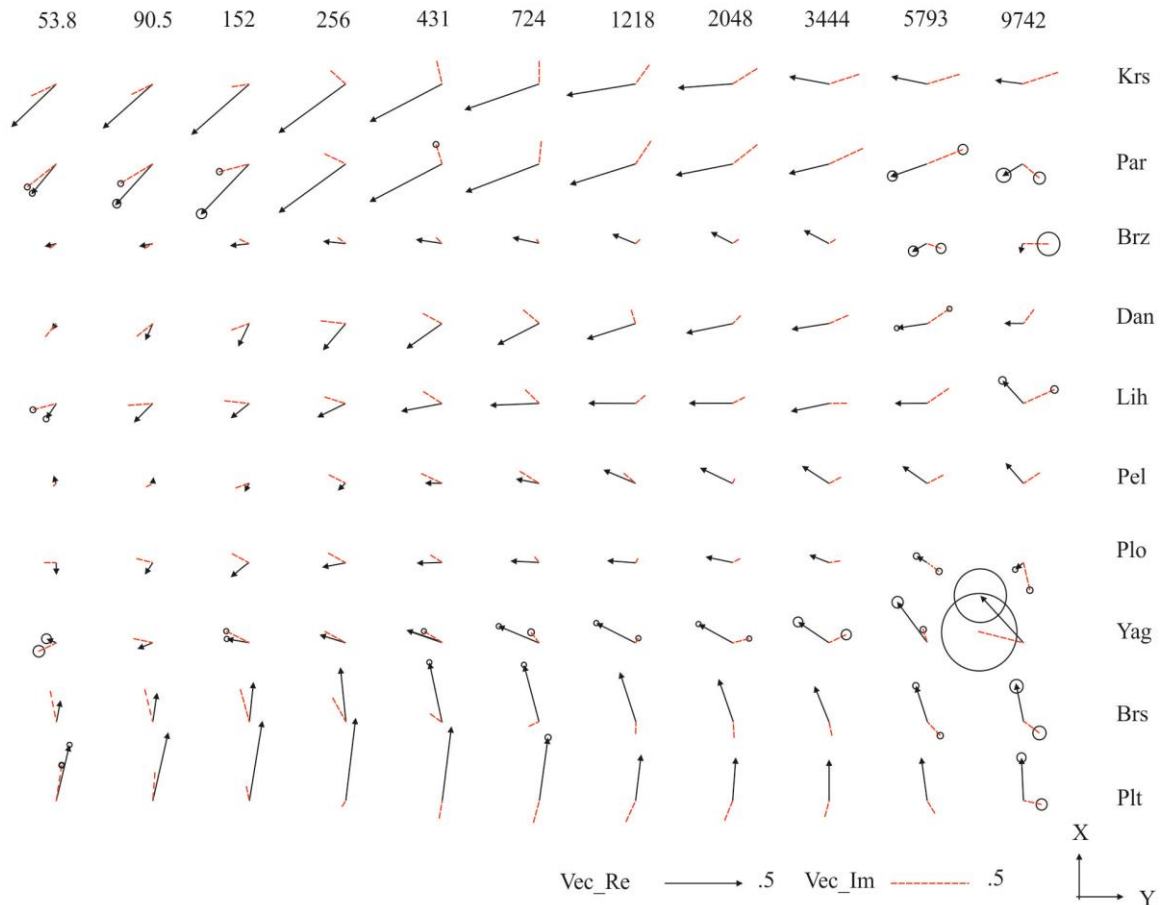 53.8 90.5 152 256 431 724 1218 2048 3444 5793 9742
Krs
Par
Brz
Dan
Lih
Pel
Plo
Yag
Brs
Plt
X
Vec_Re .5 Vec_Im .5
Y